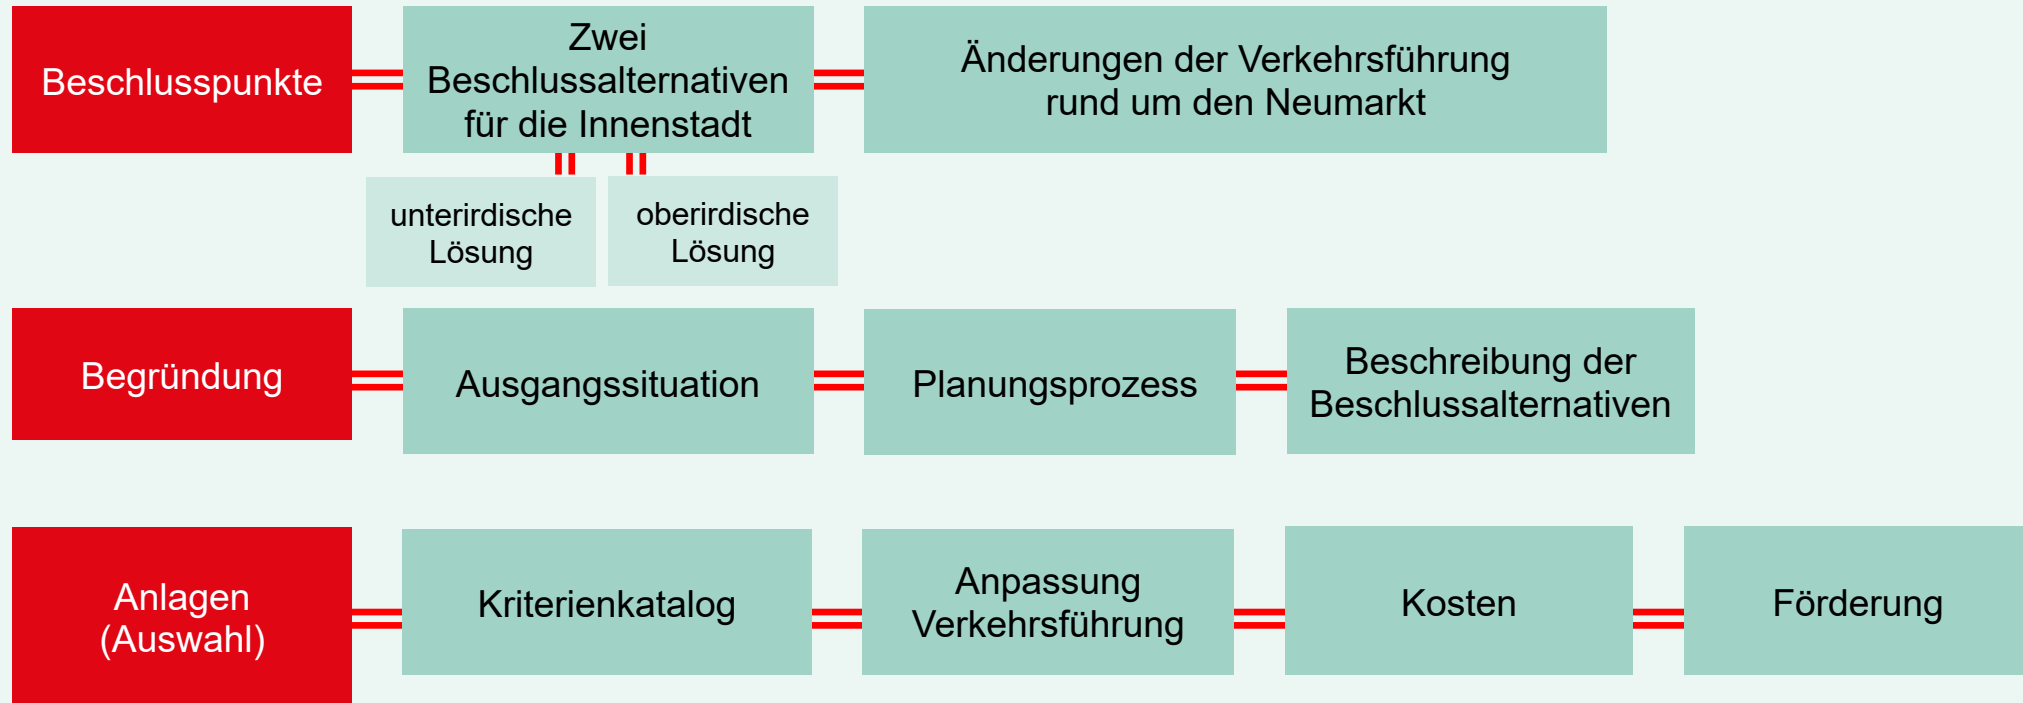 Beschlusspunkte
Zwei
Beschlussalternativen
für die Innenstadt
Änderungen der Verkehrsführung
rund um den Neumarkt
unterirdische
Lösung
oberirdische
Lösung
Begründung
Ausgangssituation
Planungsprozess
Beschreibung der
Beschlussalternativen
Anlagen
(Auswahl)
Kriterienkatalog
Anpassung
Verkehrsführung
Kosten
Förderung